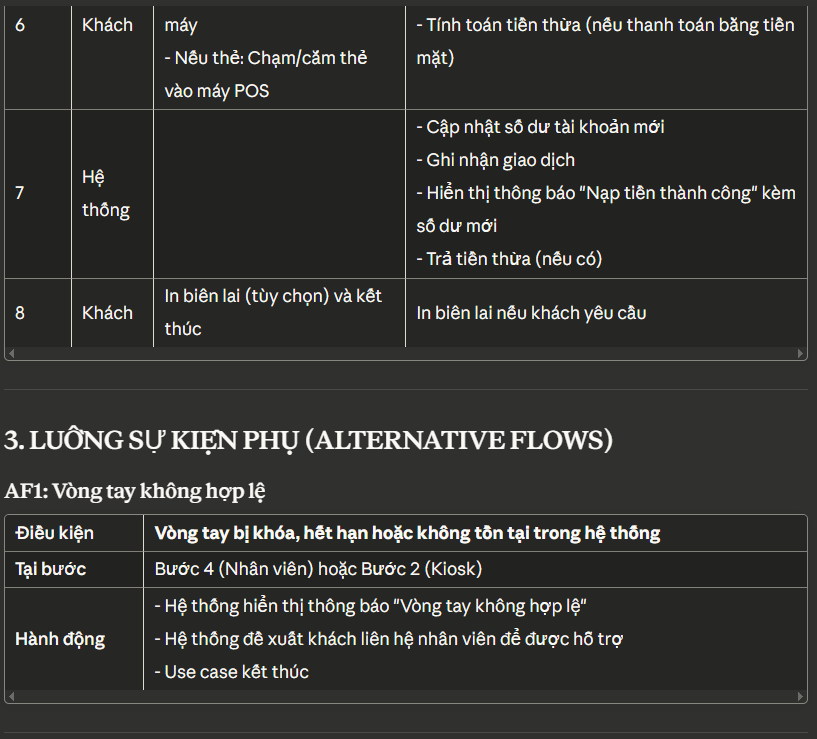 6
Khách
máy
- Nếu thẻ: Chạm/cắm thẻ
vào máy POS
- Tính toán tiền thừa (nếu thanh toán bằng tiền
mặt)
7
Hệ
thống
- Cập nhật số dư tài khoản mới
- Ghi nhận giao dịch
- Hiển thị thông báo "Nạp tiền thành công" kèm
số dư mới
- Trả tiền thừa (nếu có)
8
Khách
In biên lai (tùy chọn) và kết
thúc
In biên lai nếu khách yêu cầu
3. LUỒNG SỰ KIỆN PHỤ (ALTERNATIVE FLOWS)
AF1: Vòng tay không hợp lệ
Điều kiện
Vòng tay bị khóa, hết hạn hoặc không tồn tại trong hệ thống
Tại bước
Bước 4 (Nhân viên) hoặc Bước 2 (Kiosk)
Hành động
- Hệ thống hiển thị thông báo "Vòng tay không hợp lệ"
- Hệ thống đề xuất khách liên hệ nhân viên để được hỗ trợ
- Use case kết thúc